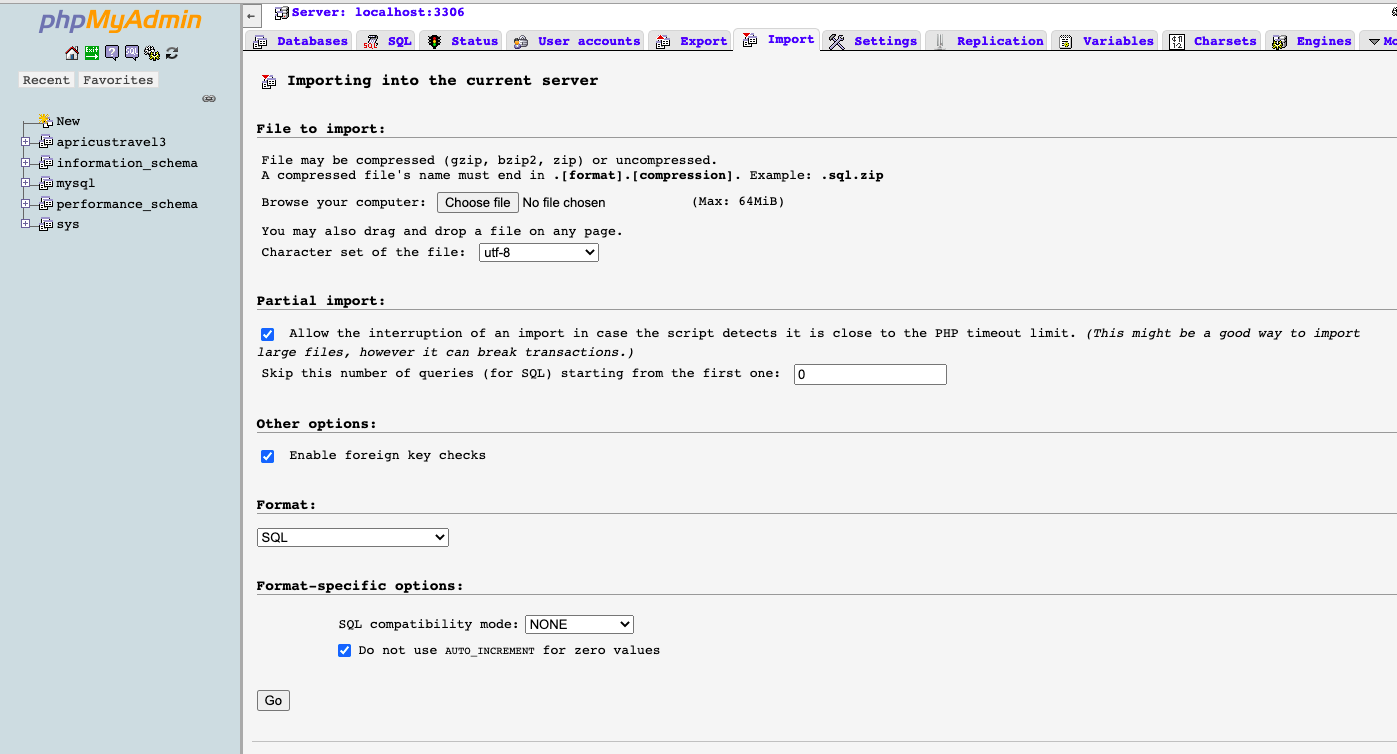 phpMyAdmin
Recent Favorites
New
apricustravel3
information_schema
mysql
performance_schema
sys
Server: localhost:3306
Databases SQL Status User accounts Export Import Settings Replication Variables Charsets Engines
Importing into the current server
File to import:
File may be compressed (gzip, bzip2, zip) or uncompressed.
A compressed file's name must end in .[format].[compression]. Example: .sql.zip
Browse your computer: Choose file No file chosen (Max: 64MiB)
You may also drag and drop a file on any page.
Character set of the file: utf-8
Partial import:
Allow the interruption of an import in case the script detects it is close to the PHP timeout limit. (This might be a good way to import
large files, however it can break transactions.)
Skip this number of queries (for SQL) starting from the first one: 0
Other options:
Enable foreign key checks
Format:
SQL
Format-specific options:
SQL compatibility mode: NONE
Do not use AUTO_INCREMENT for zero values
Go